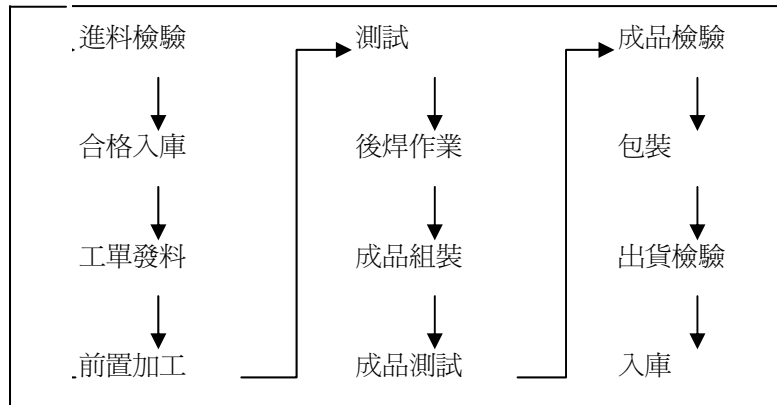 進料檢驗
合格入庫
工單發料
前置加工
測試
後焊作業
成品組裝
成品測試
成品檢驗
包裝
出貨檢驗
入庫